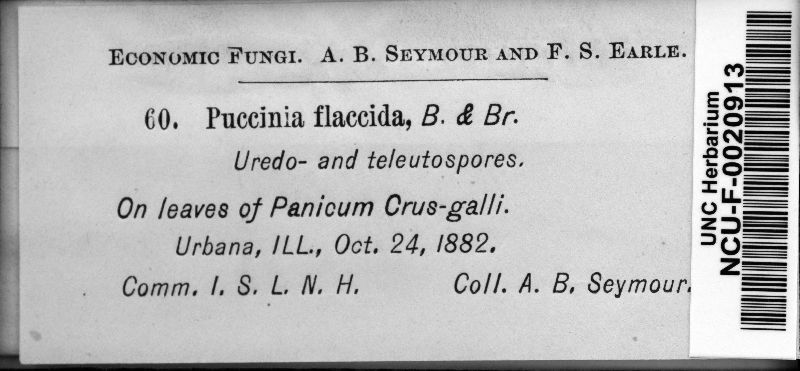 ECONOMIC FUNGI. A. B. SEYMOUR AND F. S. EARLE.
60. Puccinia flaccida, B. & Br.
Uredo- and teleutospores.
On leaves of Panicum Crus-galli.
Urbana, ILL., Oct. 24, 1882.
Comm. I. S. L. N. H. Coll. A. B. Seymour.
UNC Herbarium
NCU-F-0020913